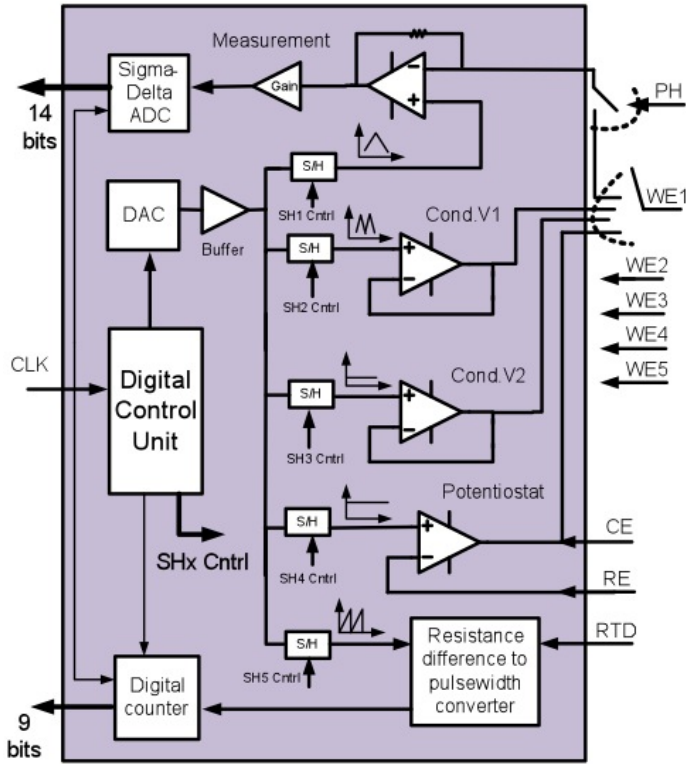 Measurement
Sigma-
Delta
ADC
Gain
PH
14
bits
S/H
SH1 Cntrl
WE1
DAC
Buffer
S/H
Cond.V1
SH2 Cntrl
WE2
WE3
WE4
WE5
CLK
Digital
Control
Unit
S/H
Cond.V2
SH3 Cntrl
Potentiostat
S/H
SH4 Cntrl
CE
SHx Cntrl
RE
S/H
SH5 Cntrl
Resistance
difference to
pulsewidth
converter
RTD
Digital
counter
9
bits